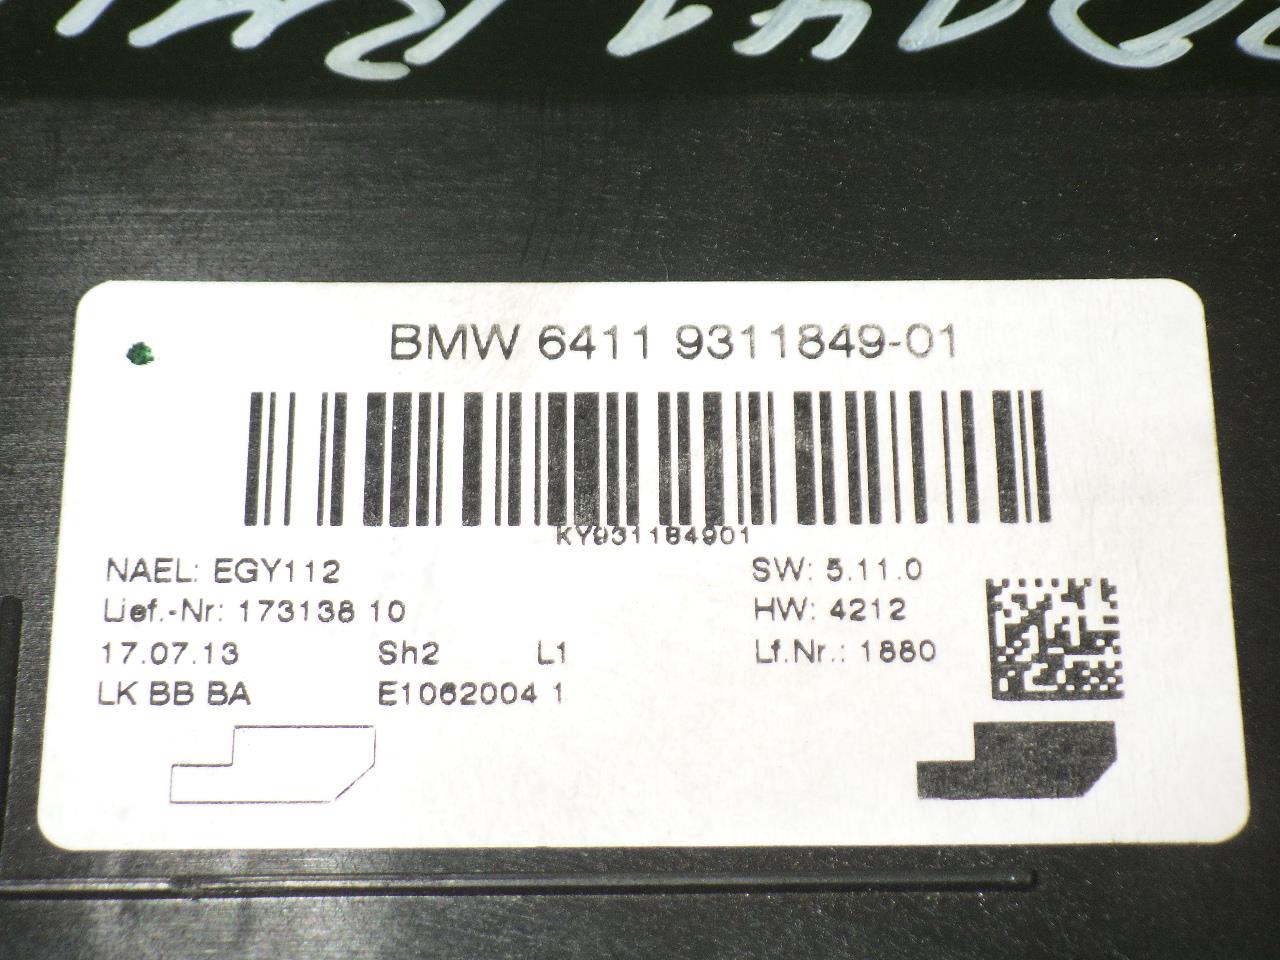 BMW 6411 9311849-01
KY931184901
NAEL: EGY112
Lief.-Nr: 173138 10
17.07.13 Sh2 L1
LK BB BA E1062004 1
SW: 5.11.0
HW: 4212
Lf.Nr.: 1880